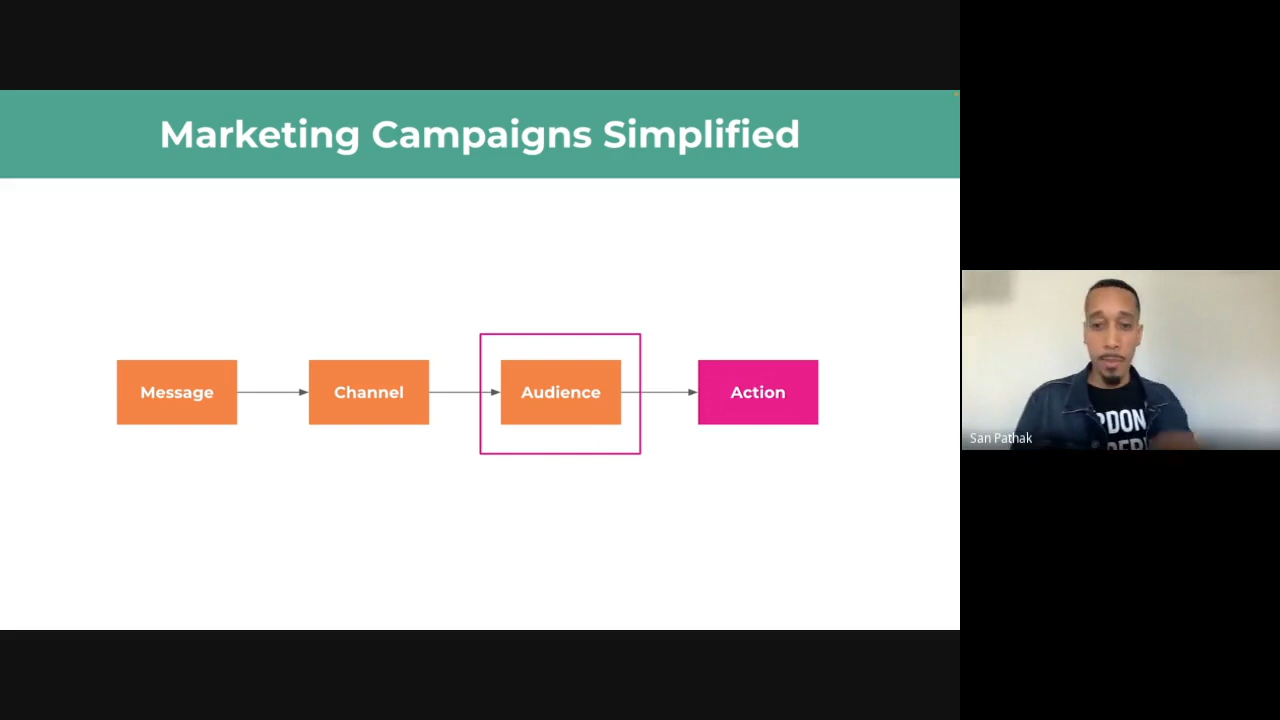 Marketing Campaigns Simplified
Message
Channel
Audience
Action
San Pathak